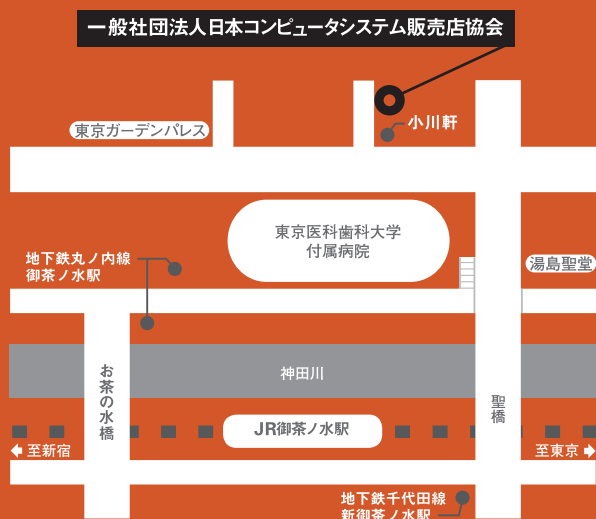 一般社団法人日本コンピュータシステム販売店協会
小川軒
東京ガーデンパレス
東京医科歯科大学
付属病院
地下鉄丸ノ内線
御茶ノ水駅
湯島聖堂
神田川
お茶の水橋
聖橋
JR御茶ノ水駅
至新宿
至東京
地下鉄千代田線
新御茶ノ水駅